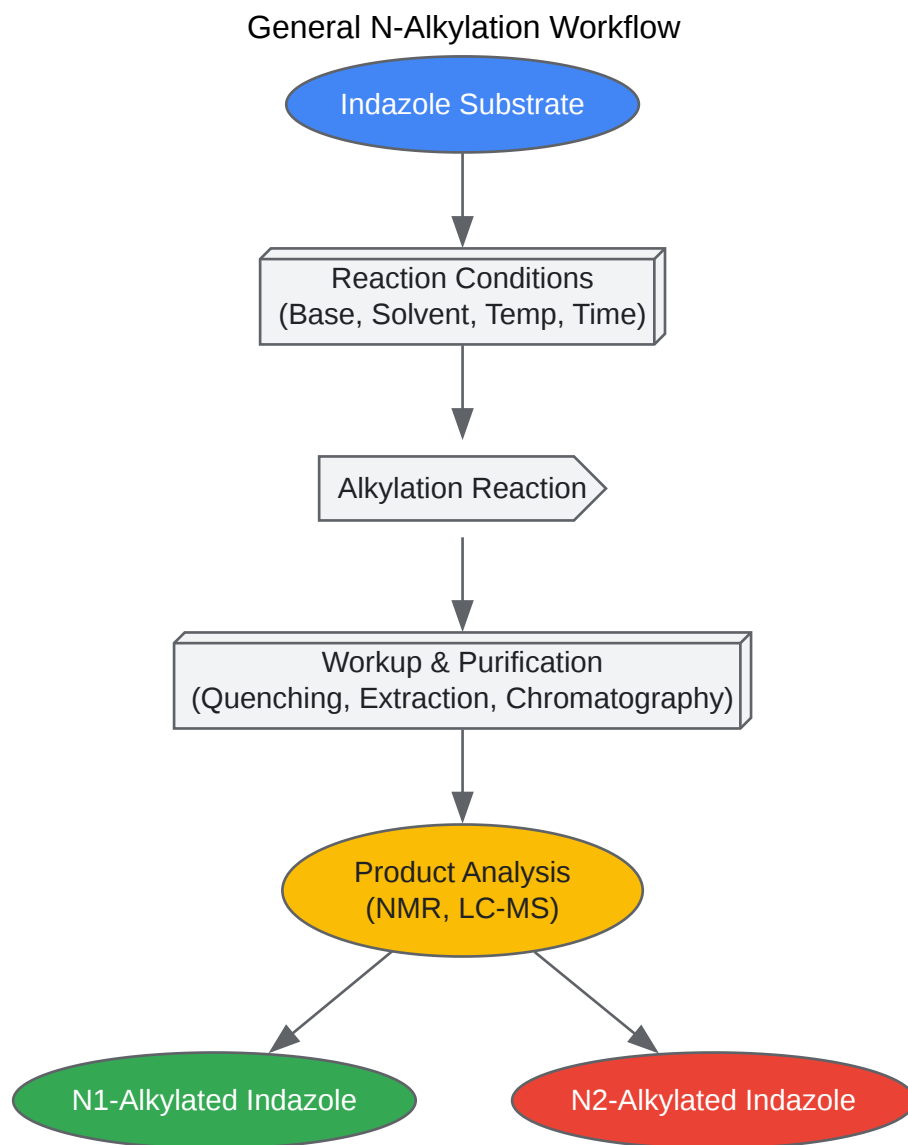 General N-Alkylation Workflow
Indazole Substrate
Reaction Conditions
(Base, Solvent, Temp, Time)
Alkylation Reaction
Workup & Purification
(Quenching, Extraction, Chromatography)
Product Analysis
(NMR, LC-MS)
N1-Alkylated Indazole
N2-Alkylated Indazole